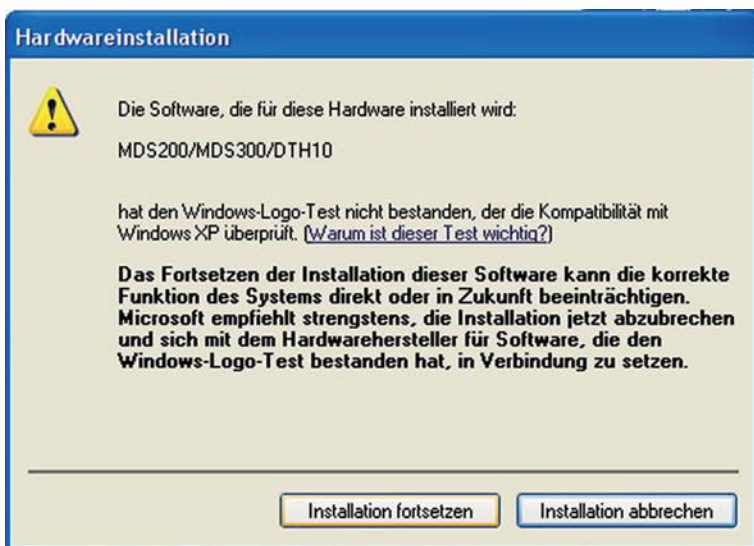 Hardwareinstallation
Die Software, die für diese Hardware installiert wird:
MDS200/MDS300/DTH10
hat den Windows-Logo-Test nicht bestanden, der die Kompatibilität mit
Windows XP überprüft. (Warum ist dieser Test wichtig?)
Das Fortsetzen der Installation dieser Software kann die korrekte
Funktion des Systems direkt oder in Zukunft beeinträchtigen.
Microsoft empfiehlt strengstens, die Installation jetzt abzubrechen
und sich mit dem Hardwarehersteller für Software, die den
Windows-Logo-Test bestanden hat, in Verbindung zu setzen.
Installation fortsetzen Installation abbrechen